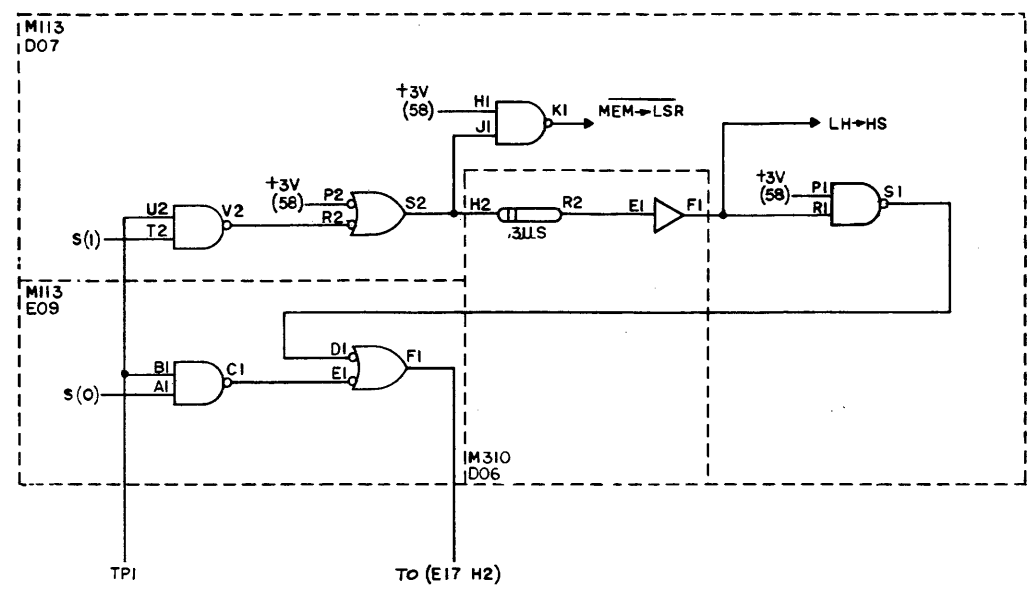 M113
D07
+3V
(58)
H1
J1
K1
MEM→LSR
LH→HS
+3V
(58)
P2
R2
S2
H2
R2
.3US
E1
F1
+3V
(58)
P1
R1
S1
U2
T2
V2
S(1)
M113
E09
D1
E1
F1
B1
A1
C1
S(0)
M310
D06
TP1
TO (E17 H2)